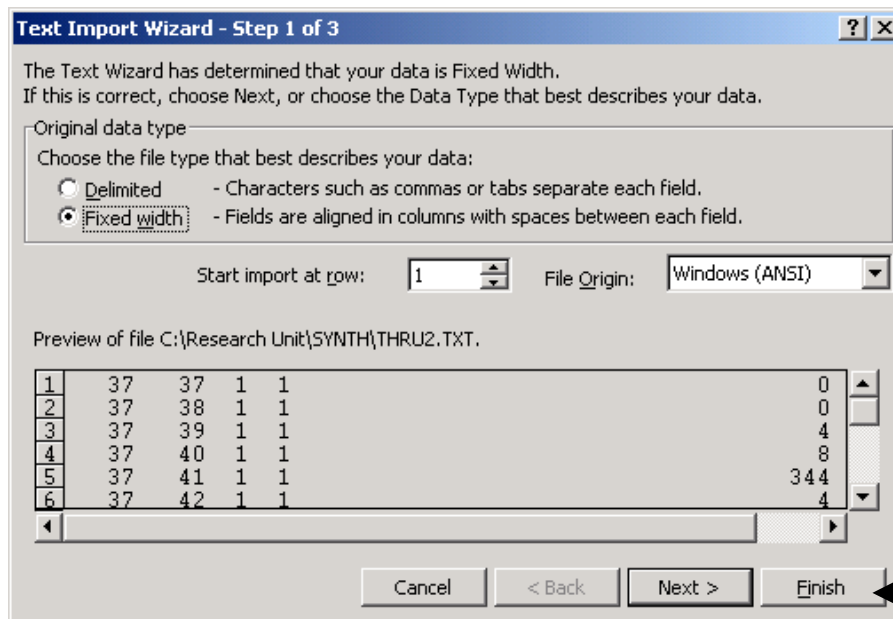 Text Import Wizard - Step 1 of 3
The Text Wizard has determined that your data is Fixed Width.
If this is correct, choose Next, or choose the Data Type that best describes your data.
Original data type
Choose the file type that best describes your data:
Delimited - Characters such as commas or tabs separate each field.
Fixed width - Fields are aligned in columns with spaces between each field.
Start import at row: 1 File Origin: Windows (ANSI)
Preview of file C:\Research Unit\SYNTH\THRU2.TXT.
1 37 37 1 1 0
2 37 38 1 1 0
3 37 39 1 1 4
4 37 40 1 1 8
5 37 41 1 1 344
6 37 42 1 1 4
Cancel < Back Next > Finish